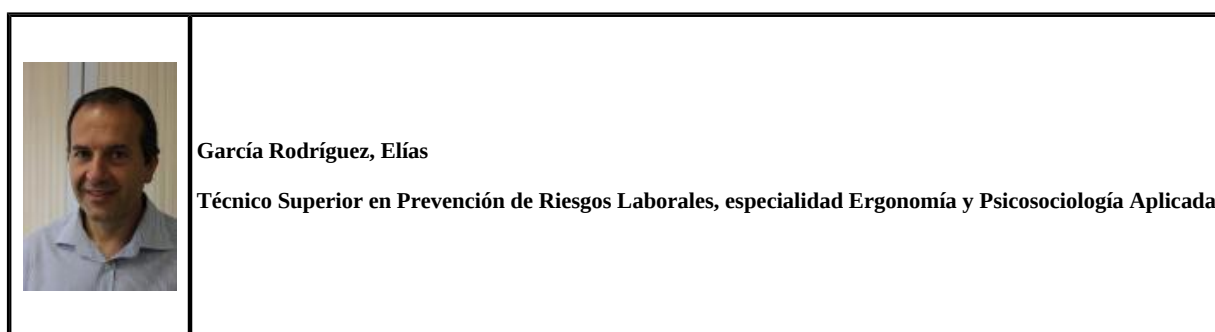 García Rodríguez, Elías
Técnico Superior en Prevención de Riesgos Laborales, especialidad Ergonomía y Psicosociología Aplicada